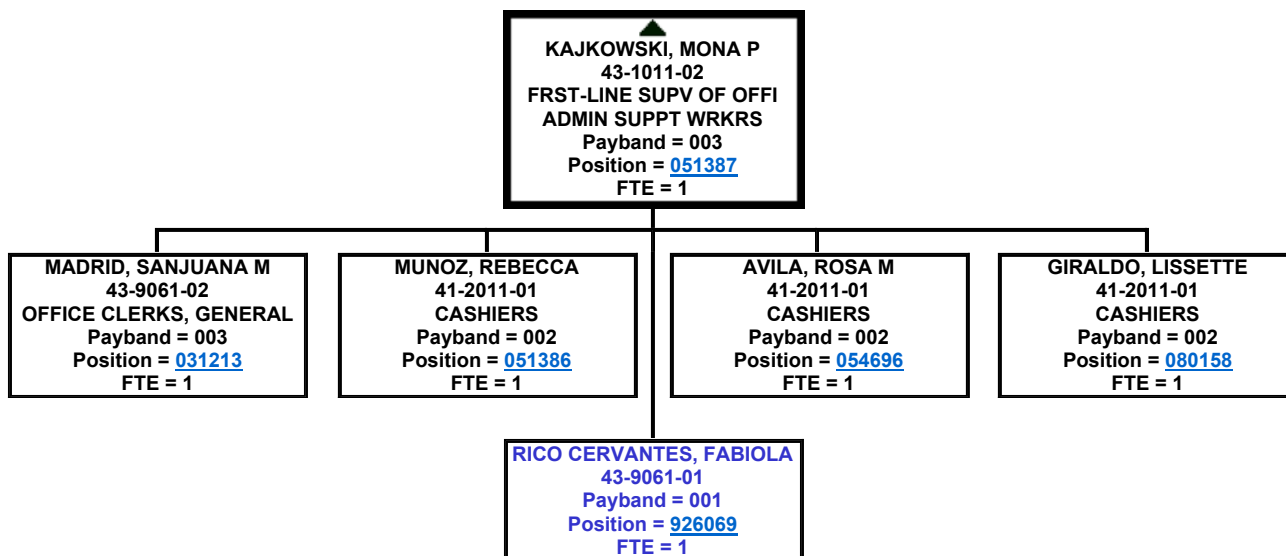 KAJKOWSKI, MONA P
43-1011-02
FRST-LINE SUPV OF OFFI
ADMIN SUPPT WRKRS
Payband = 003
Position = 051387
FTE = 1
MADRID, SANJUANA M
43-9061-02
OFFICE CLERKS, GENERAL
Payband = 003
Position = 031213
FTE = 1
MUNOZ, REBECCA
41-2011-01
CASHIERS
Payband = 002
Position = 051386
FTE = 1
AVILA, ROSA M
41-2011-01
CASHIERS
Payband = 002
Position = 054696
FTE = 1
GIRALDO, LISSETTE
41-2011-01
CASHIERS
Payband = 002
Position = 080158
FTE = 1
RICO CERVANTES, FABIOLA
43-9061-01
Payband = 001
Position = 926069
FTE = 1